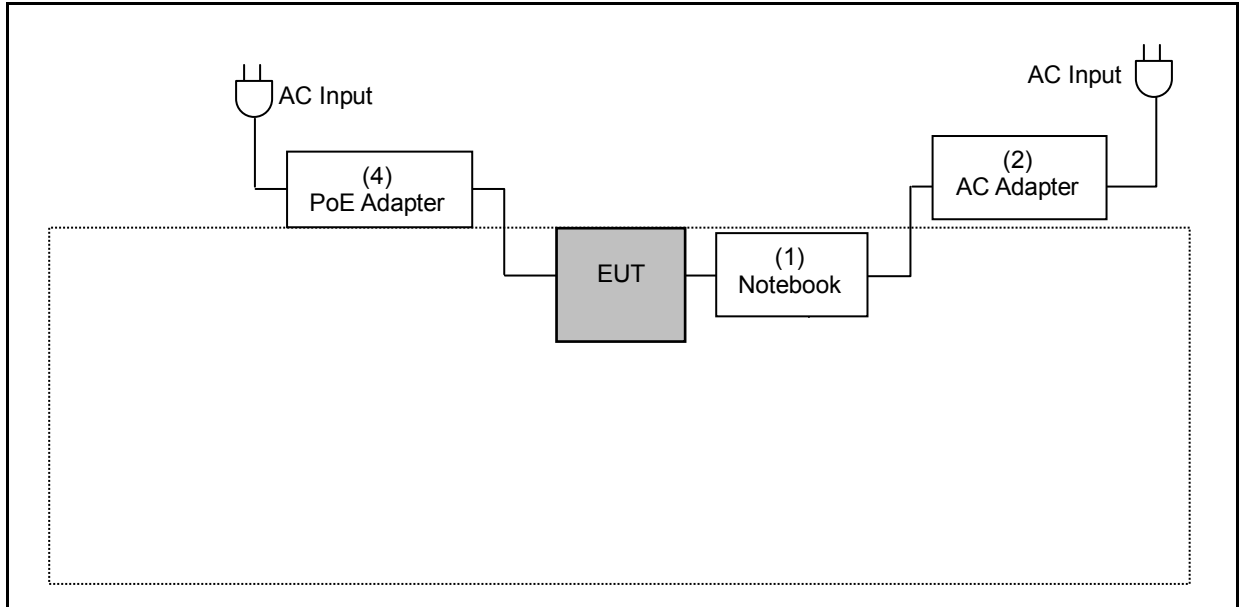 AC Input
AC Input
(4)
PoE Adapter
(2)
AC Adapter
EUT
(1)
Notebook